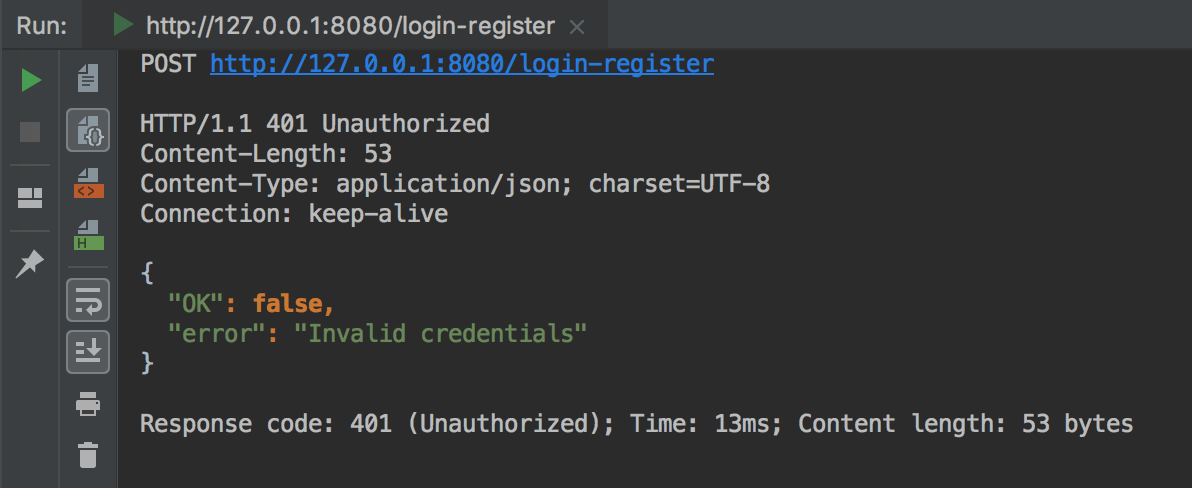 Run: http://127.0.0.1:8080/login-register
POST http://127.0.0.1:8080/login-register
HTTP/1.1 401 Unauthorized
Content-Length: 53
Content-Type: application/json; charset=UTF-8
Connection: keep-alive
{
"OK": false,
"error": "Invalid credentials"
}
Response code: 401 (Unauthorized); Time: 13ms; Content length: 53 bytes
{}
<>
H